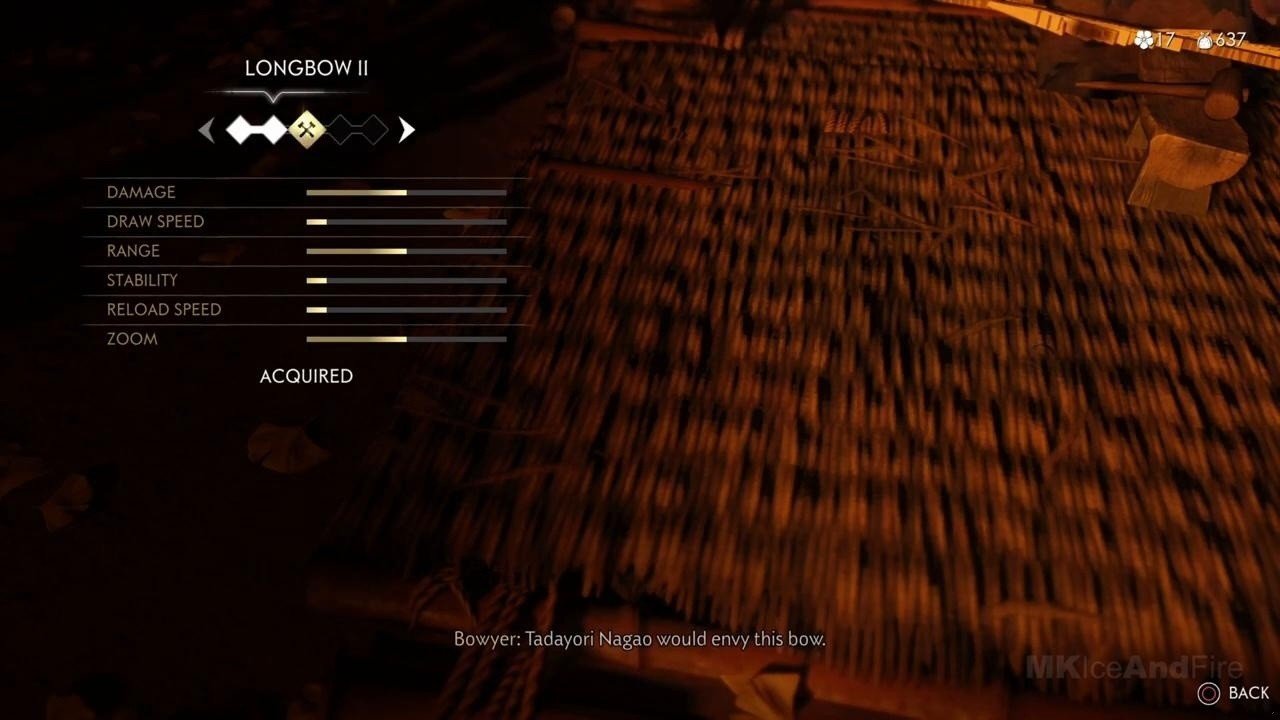 17 637
LONGBOW II
DAMAGE
DRAW SPEED
RANGE
STABILITY
RELOAD SPEED
ZOOM
ACQUIRED
Bowyer: Tadayori Nagao would envy this bow.
MKIceAndFire
BACK